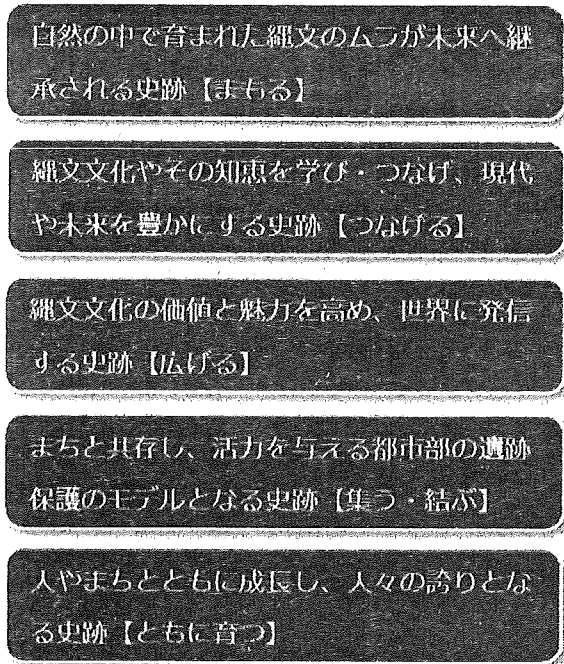 自然の中で育まれた縄文のムラが未来へ継
承される史跡【まもる】
縄文文化やその知恵を学び・つなげ、現代
や未来を豊かにする史跡【つなげる】
縄文文化の価値と魅力を高め、世界に発信
する史跡【広げる】
まちと共存し、活力を与える都市部の遺跡
保護のモデルとなる史跡【集う・結ぶ】
人やまちとともに成長し、人々の誇りとな
る史跡【ともに育つ】